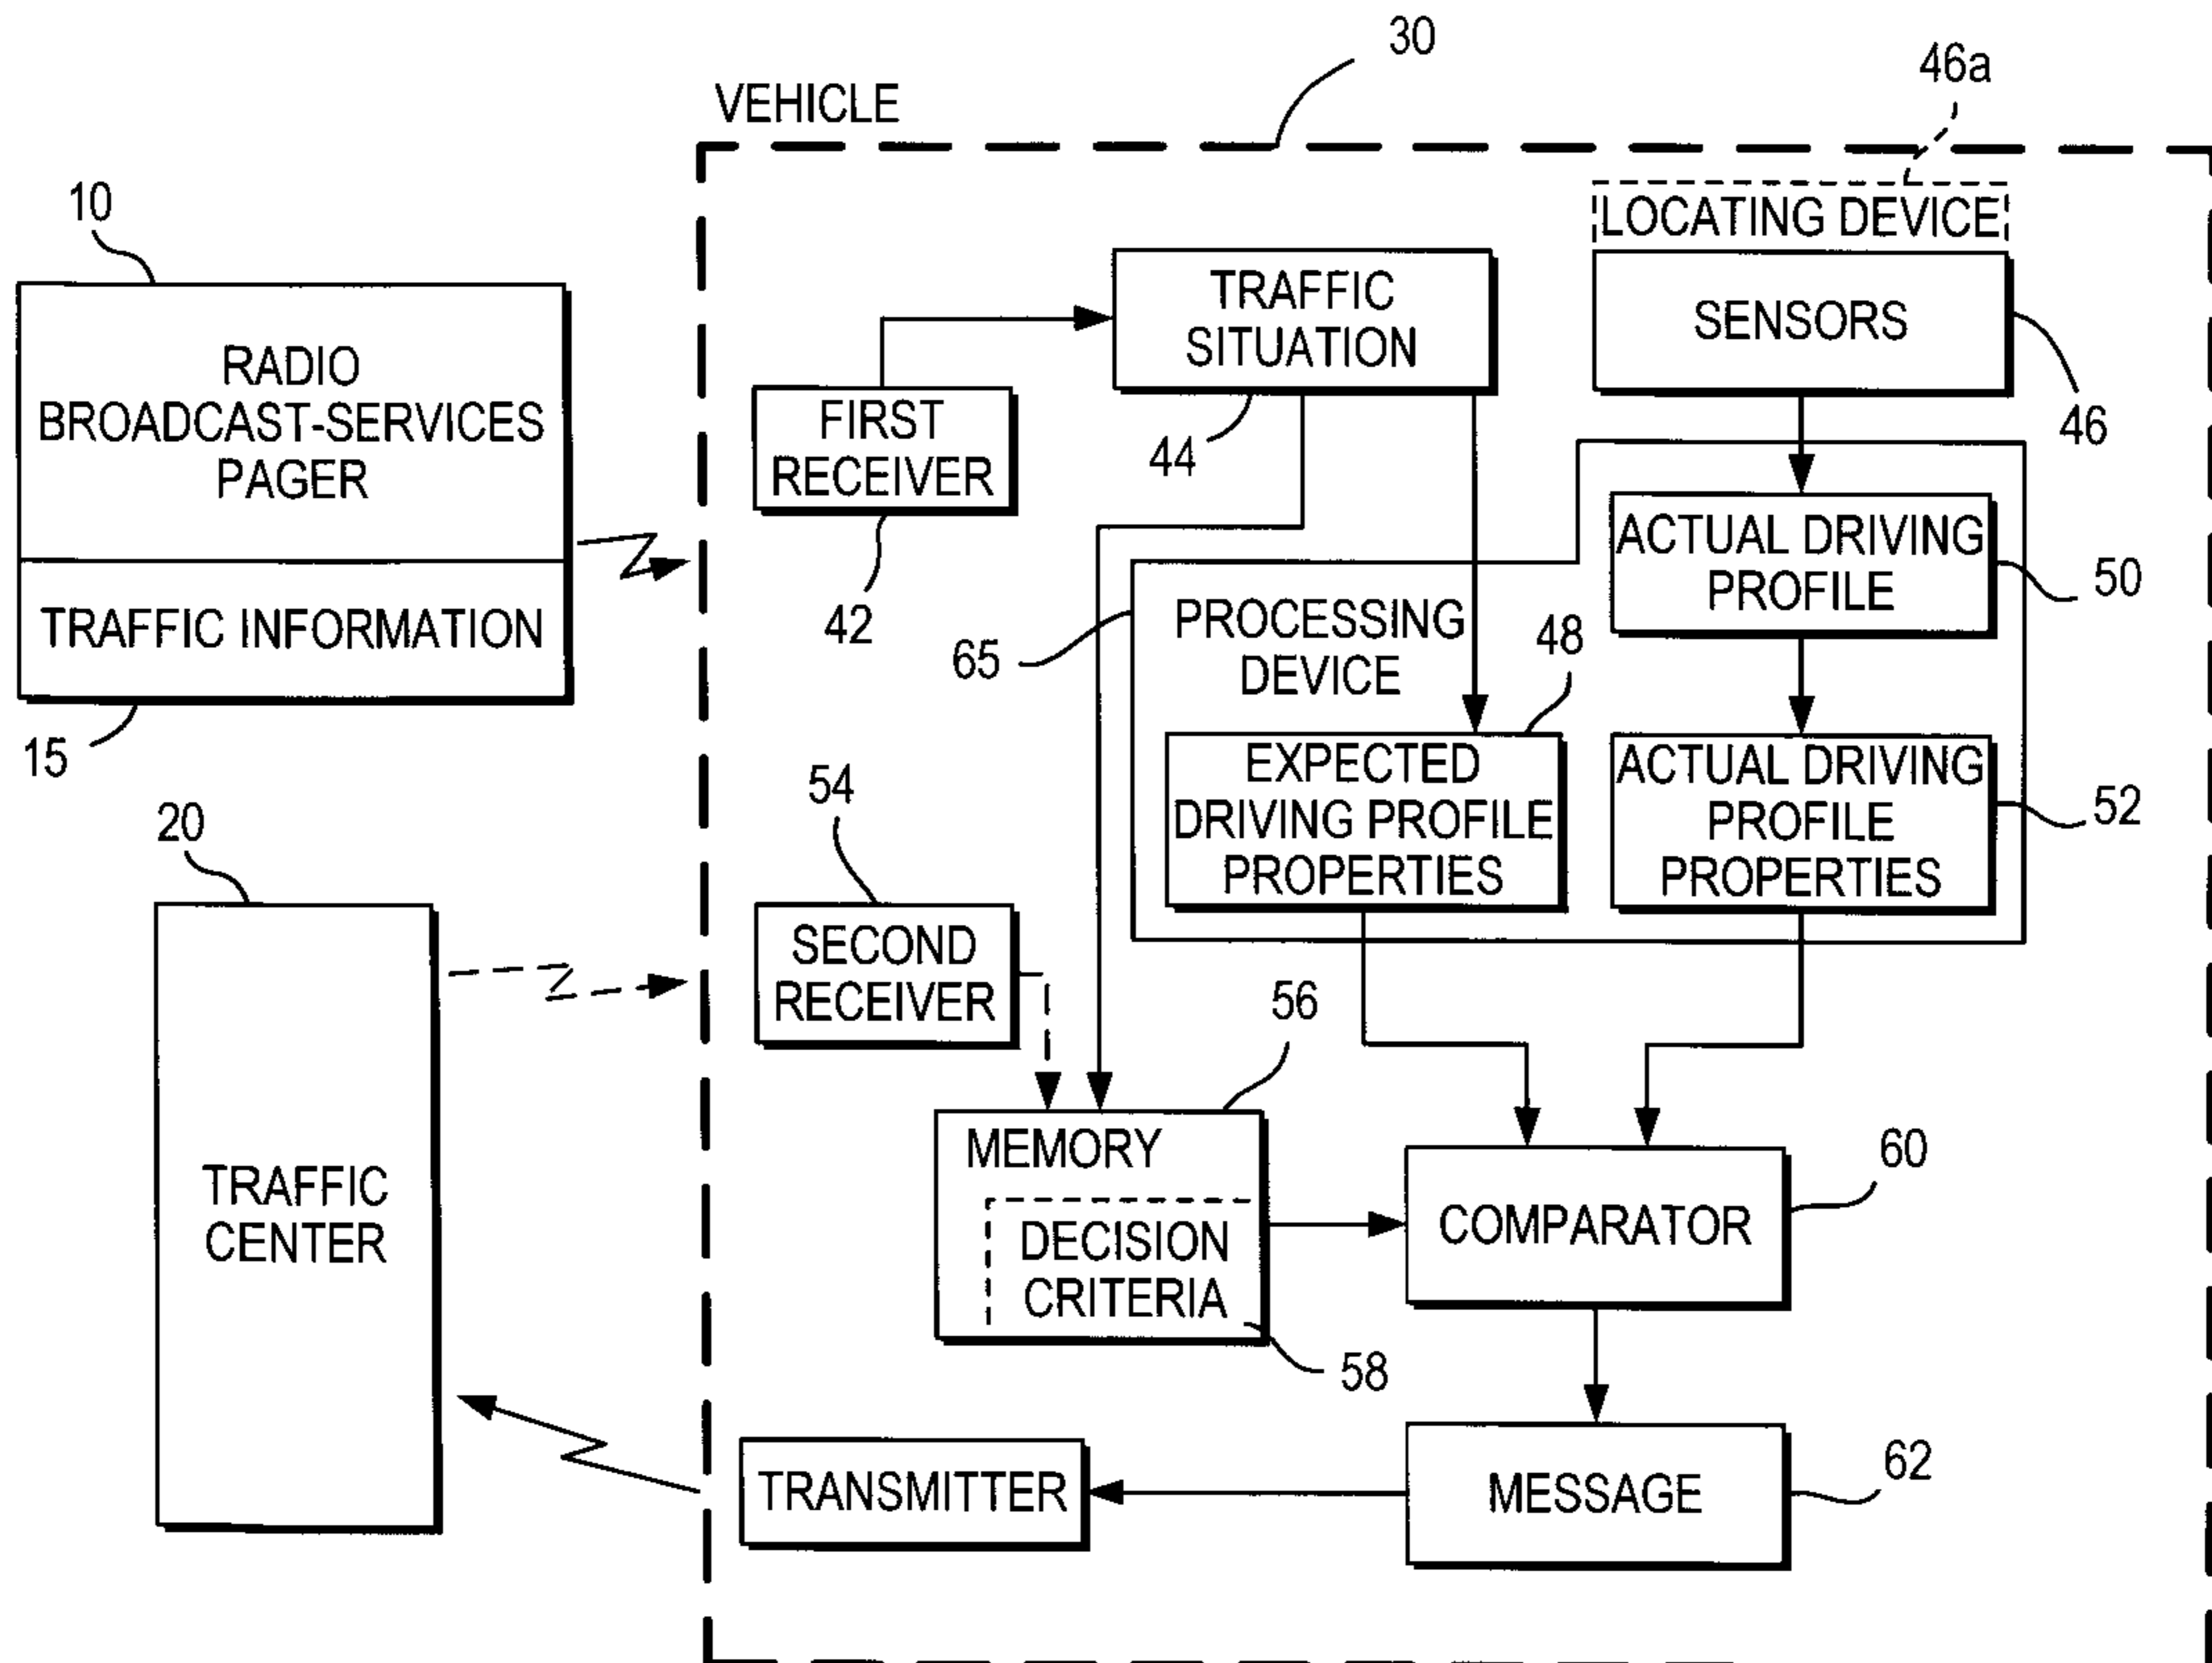 30
46a
VEHICLE
10
LOCATING DEVICE
RADIO
BROADCAST-SERVICES
PAGER
TRAFFIC
SITUATION
SENSORS
FIRST
RECEIVER
44
46
TRAFFIC INFORMATION
15
42
65
PROCESSING
DEVICE
48
ACTUAL DRIVING
PROFILE
50
EXPECTED
DRIVING PROFILE
PROPERTIES
ACTUAL DRIVING
PROFILE
PROPERTIES
52
20
54
SECOND
RECEIVER
56
TRAFFIC
CENTER
MEMORY
DECISION
CRITERIA
58
COMPARATOR
60
TRANSMITTER
MESSAGE
62